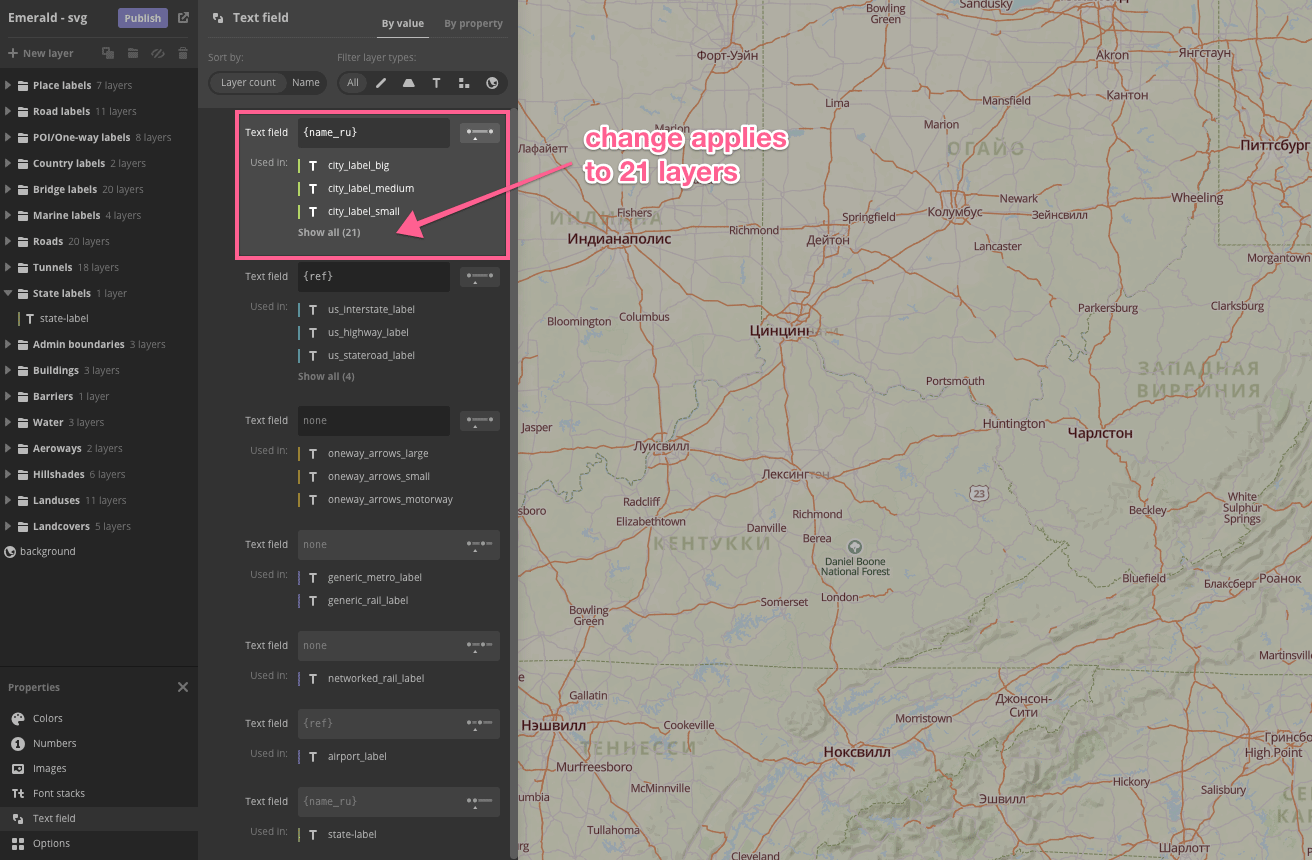 Emerald - svg
Publish
New layer
Place labels 7 layers
Road labels 11 layers
POI/One-way labels 8 layers
Country labels 2 layers
Bridge labels 20 layers
Marine labels 4 layers
Roads 20 layers
Tunnels 18 layers
State labels 1 layer
T state-label
Admin boundaries 3 layers
Buildings 3 layers
Barriers 1 layer
Water 3 layers
Aeroways 2 layers
Hillshades 6 layers
Landuses 11 layers
Landcovers 5 layers
background
Properties
Colors
Numbers
Images
Tt Font stacks
Text field
Options
Text field
By value
By property
Sort by:
Filter layer types:
Layer count
Name
All
T
Text field {name_ru}
Used in: T city_label_big
T city_label_medium
T city_label_small
Show all (21)
Text field {ref}
Used in: T us_interstate_label
T us_highway_label
T us_stateroad_label
Show all (4)
Text field none
Used in: T oneway_arrows_large
T oneway_arrows_small
T oneway_arrows_motorway
Text field none
Used in: T generic_metro_label
T generic_rail_label
Text field none
Used in: T networked_rail_label
Text field {ref}
Used in: T airport_label
Text field {name_ru}
Used in: T state-label
change applies
to 21 layers
Bowling
Green
Sandusky
Форт-Уэйн
Akron
Янгстаун
Lima
Mansfield
Кантон
Marion
Marion
Лафайетт
ОГАЙО
Питтсбург
ИНДИАНА
Fishers
Индианаполис
Richmond
Springfield
Дейтон
Колумбус
Newark
Зейнсвилл
Wheeling
Lancaster
Morgantown
Bloomington
Columbus
Цинциннати
Parkersburg
Clarksburg
Portsmouth
ЗАПАДНАЯ
ВИРГИНИЯ
Jasper
Луисвилл
Huntington
Чарлстон
Лексингтон
23
Radcliff
Elizabethtown
Richmond
Danville
Berea
Beckley
White
Sulphur
Springs
sboro
КЕНТУККИ
Daniel Boone
National Forest
Bluefield
Блаксберг
Роанок
Bowling
Green
Somerset
London
Martinsvill
Gallatin
Нэшвилл
Cookeville
Morristown
Джонсон-
Сити
ТЕННЕССИ
Murfreesboro
Ноксвилл
Гринсбо
High Point
umbia
McMinnville
Эшвилл
Hickory
Salisbury
Tullahoma
Cleveland
Шарлотт